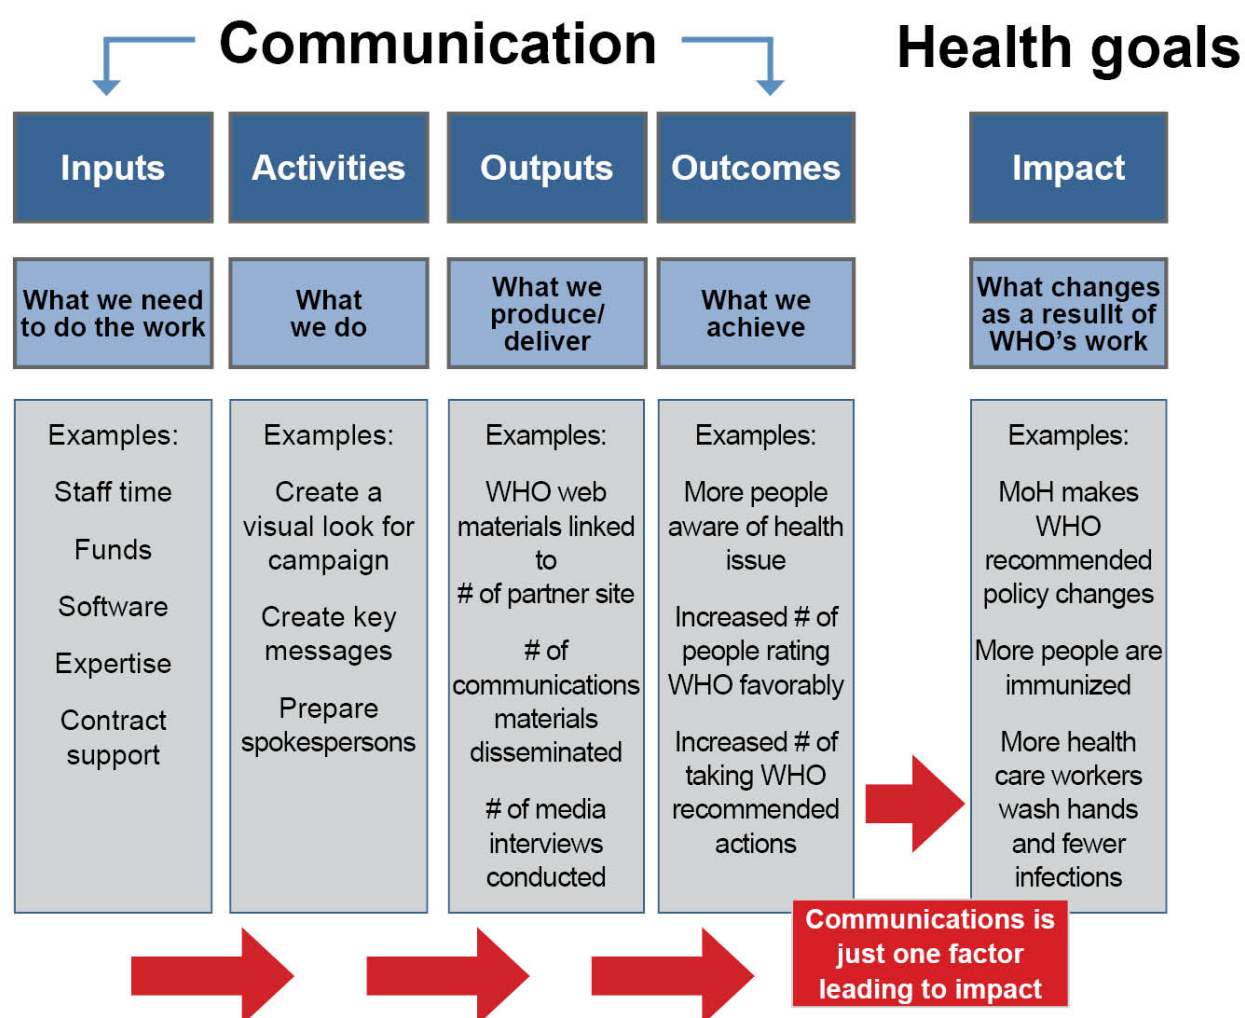 Communication
Health goals
Inputs
Activities
Outputs
Outcomes
Impact
What we need
to do the work
What
we do
What we
produce/
deliver
What we
achieve
What changes
as a resullt of
WHO's work
Examples:
Staff time
Funds
Software
Expertise
Contract
support
Examples:
Create a
visual look for
campaign
Create key
messages
Prepare
spokespersons
Examples:
WHO web
materials linked
to
# of partner site
# of
communications
materials
disseminated
# of media
interviews
conducted
Examples:
More people
aware of health
issue
Increased # of
people rating
WHO favorably
Increased # of
taking WHO
recommended
actions
Examples:
MoH makes
WHO
recommended
policy changes
More people are
immunized
More health
care workers
wash hands
and fewer
infections
Communications is
just one factor
leading to impact